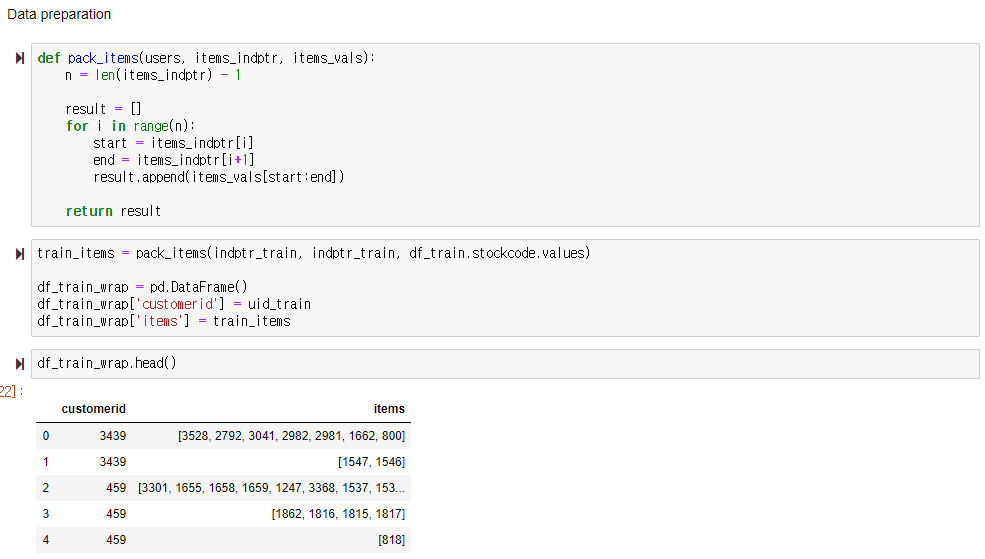 Data preparation
def pack_items(users, items_indptr, items_vals):
    n = len(items_indptr) - 1
    result = []
    for i in range(n):
        start = items_indptr[i]
        end = items_indptr[i+1]
        result.append(items_vals[start:end])
    return result
train_items = pack_items(indptr_train, indptr_train, df_train.stockcode.values)
df_train_wrap = pd.DataFrame()
df_train_wrap['customerid'] = uid_train
df_train_wrap['items'] = train_items
df_train_wrap.head()
22]:
customerid items
0 3439 [3528, 2792, 3041, 2982, 2981, 1662, 800]
1 3439 [1547, 1546]
2 459 [3301, 1655, 1658, 1659, 1247, 3368, 1537, 153...
3 459 [1862, 1816, 1815, 1817]
4 459 [818]